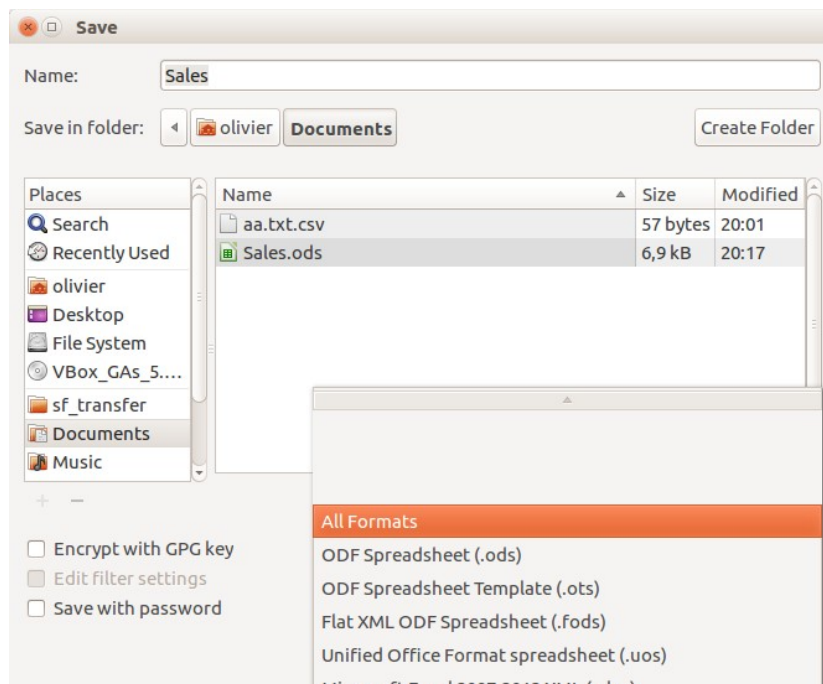 Save
Name: Sales
Save in folder: olivier Documents Create Folder
Places
Search
Recently Used
olivier
Desktop
File System
VBox_GAs_5....
sf_transfer
Documents
Music
Name Size Modified
aa.txt.csv 57 bytes 20:01
Sales.ods 6,9 kB 20:17
Encrypt with GPG key
Edit filter settings
Save with password
All Formats
ODF Spreadsheet (.ods)
ODF Spreadsheet Template (.ots)
Flat XML ODF Spreadsheet (.fods)
Unified Office Format spreadsheet (.uos)